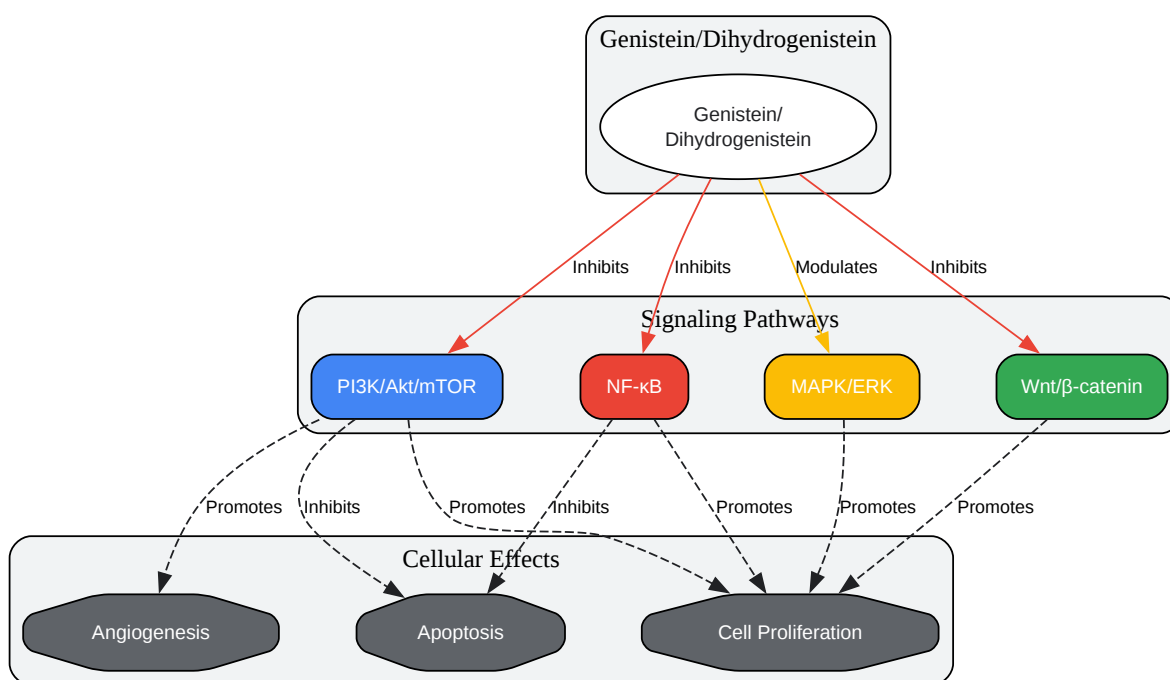 Genistein/Dihydrogenistein
Genistein/
Dihydrogenistein
Inhibits
Inhibits
Modulates
Inhibits
Signaling Pathways
PI3K/Akt/mTOR
NF-κB
MAPK/ERK
Wnt/β-catenin
Promotes
Inhibits
Promotes
Inhibits
Promotes
Promotes
Promotes
Cellular Effects
Angiogenesis
Apoptosis
Cell Proliferation